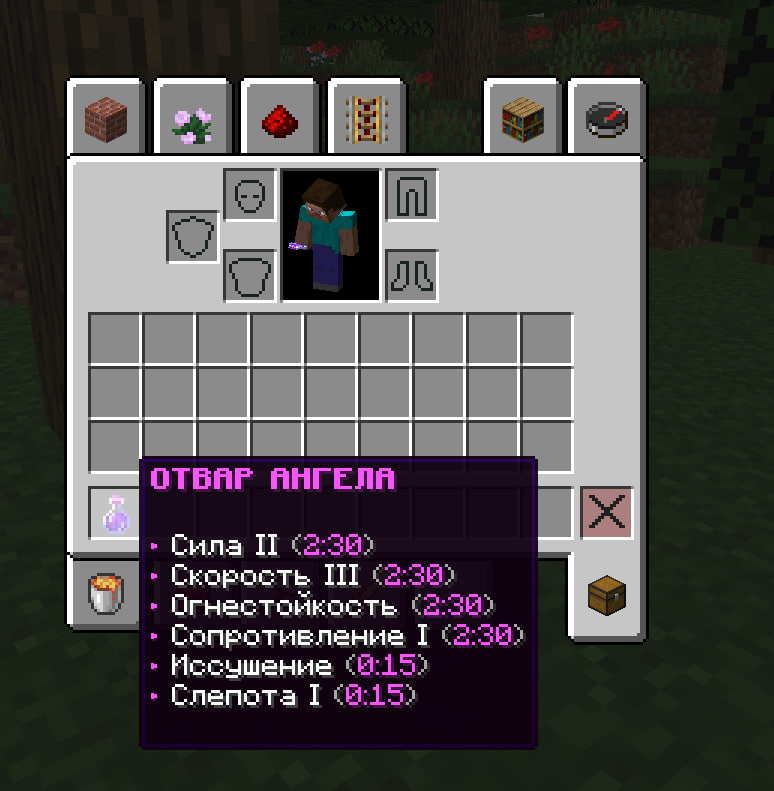 ОТВАР АНГЕЛА
· Сила II (2:30)
· Скорость III (2:30)
· Огнестойкость (2:30)
· Сопротивление I (2:30)
· Иссушение (0:15)
· Слепота I (0:15)